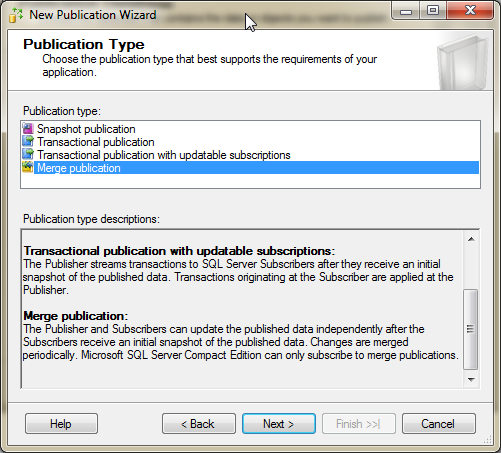 New Publication Wizard
Publication Type
Choose the publication type that best supports the requirements of your
application.
Publication type:
Snapshot publication
Transactional publication
Transactional publication with updatable subscriptions
Merge publication
Publication type descriptions:
Transactional publication with updatable subscriptions:
The Publisher streams transactions to SQL Server Subscribers after they receive an initial
snapshot of the published data. Transactions originating at the Subscriber are applied at the
Publisher.
Merge publication:
The Publisher and Subscribers can update the published data independently after the
Subscribers receive an initial snapshot of the published data. Changes are merged
periodically. Microsoft SQL Server Compact Edition can only subscribe to merge publications.
Help
< Back
Next >
Finish >>|
Cancel